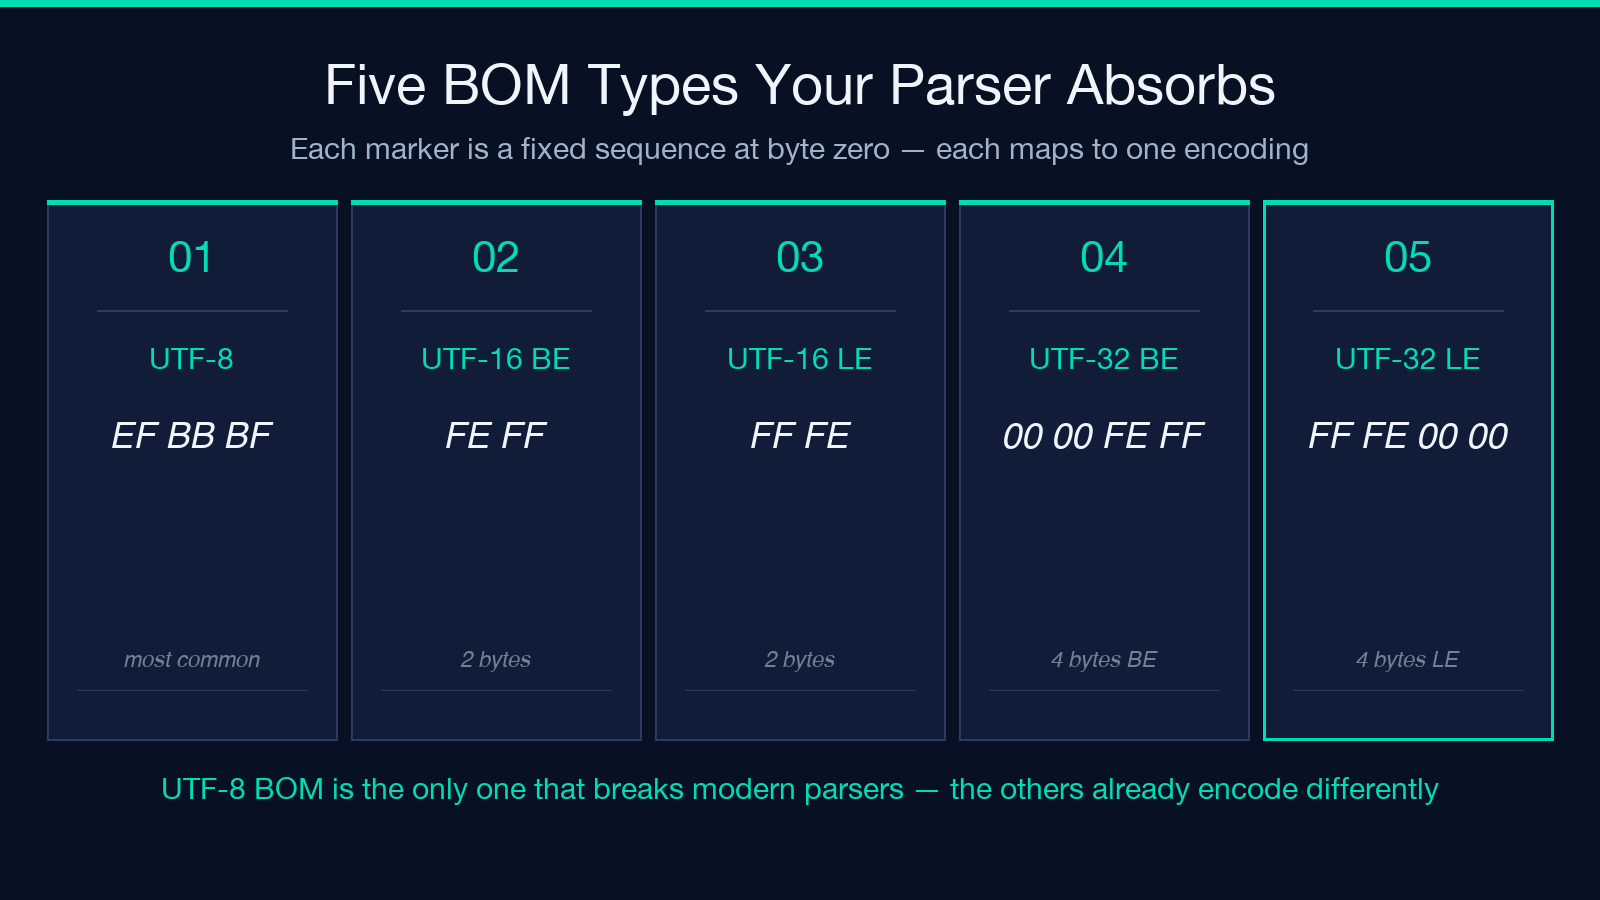 Five BOM Types Your Parser Absorbs
Each marker is a fixed sequence at byte zero — each maps to one encoding
01
UTF-8
EF BB BF
most common
02
UTF-16 BE
FE FF
2 bytes
03
UTF-16 LE
FF FE
2 bytes
04
UTF-32 BE
00 00 FE FF
4 bytes BE
05
UTF-32 LE
FF FE 00 00
4 bytes LE
UTF-8 BOM is the only one that breaks modern parsers — the others already encode differently